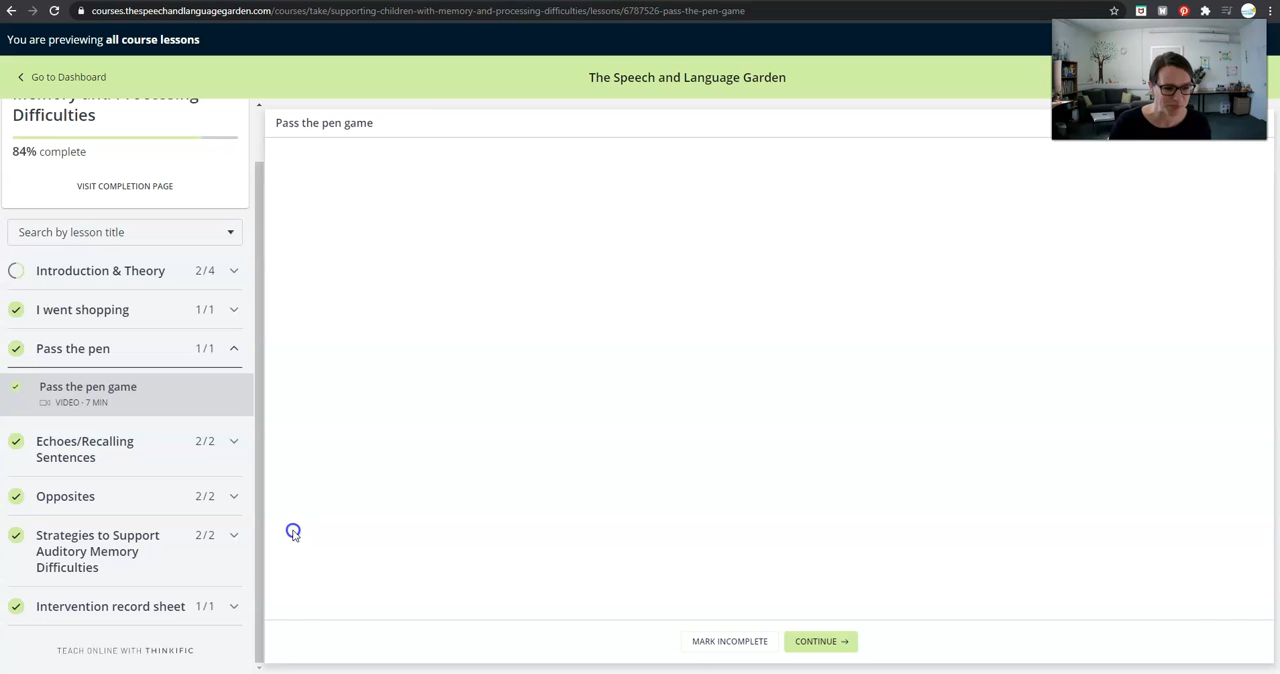 courses.thespeechandlanguagegarden.com/courses/take/supporting-children-with-memory-and-processing-difficulties/lessons/6787526-pass-the-pen-game
You are previewing all course lessons
Go to Dashboard
The Speech and Language Garden
Memory and Processing
Difficulties
84% complete
VISIT COMPLETION PAGE
Search by lesson title
Introduction & Theory 2/4
I went shopping 1/1
Pass the pen 1/1
Pass the pen game
VIDEO · 7 MIN
Echoes/Recalling
Sentences
2/2
Opposites 2/2
Strategies to Support
Auditory Memory
Difficulties
2/2
Intervention record sheet 1/1
TEACH ONLINE WITH THINKIFIC
Pass the pen game
MARK INCOMPLETE
CONTINUE →